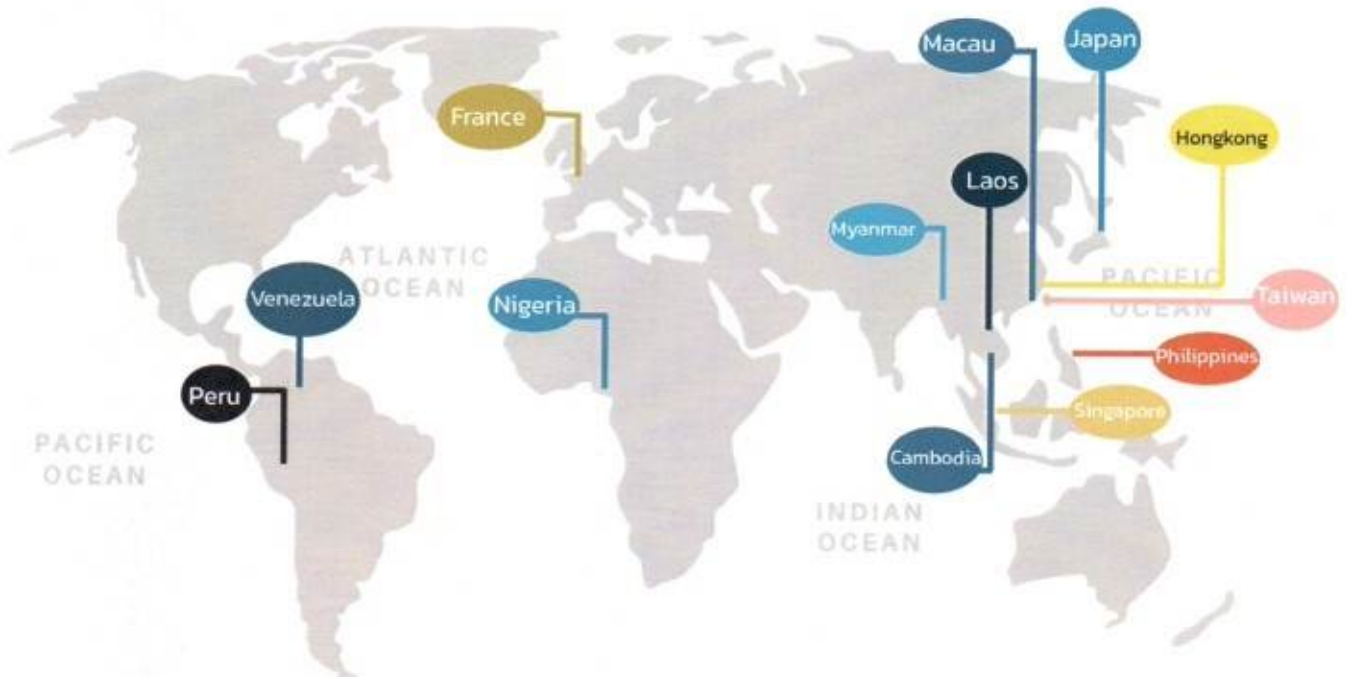 Macau
Japan
France
Hongkong
Laos
Myanmar
ATLANTIC
OCEAN
PACIFIC
OCEAN
Venezuela
Nigeria
Taiwan
Philippines
Peru
Singapore
PACIFIC
OCEAN
Cambodia
INDIAN
OCEAN